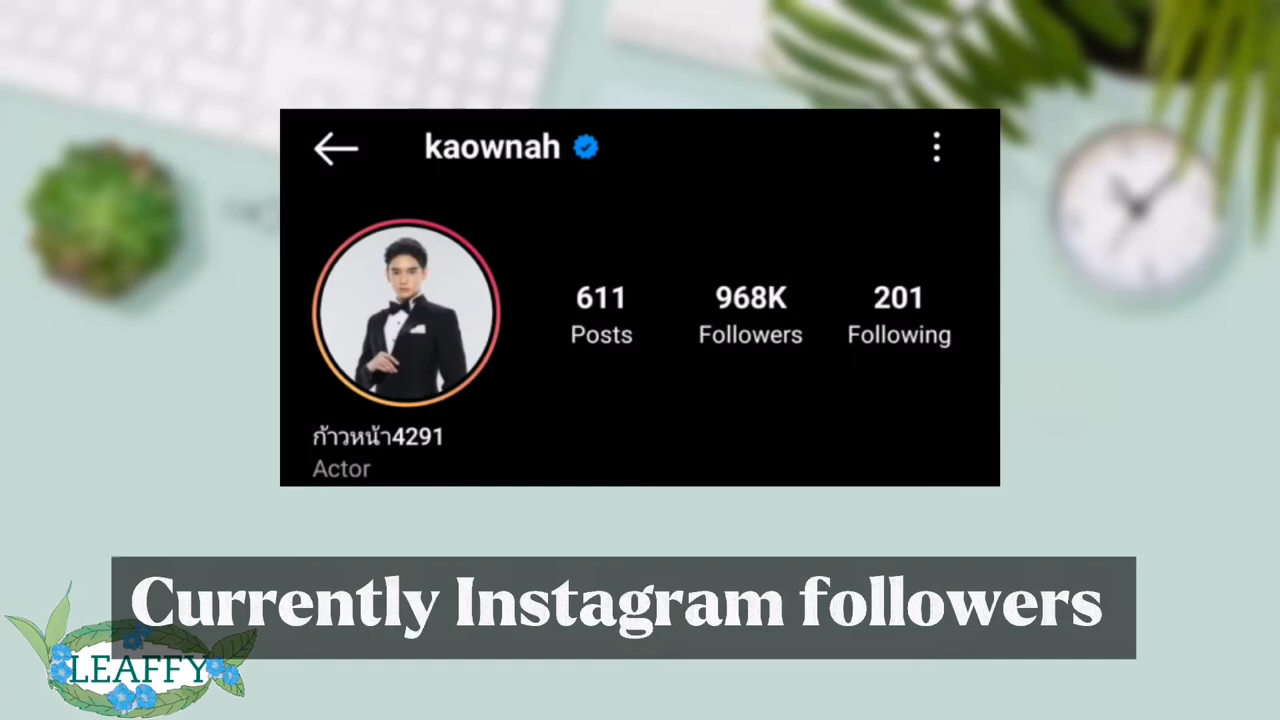 kaownah
611 968K 201
Posts Followers Following
ก้าวหน้า4291
Actor
Currently Instagram followers
LEAFFY